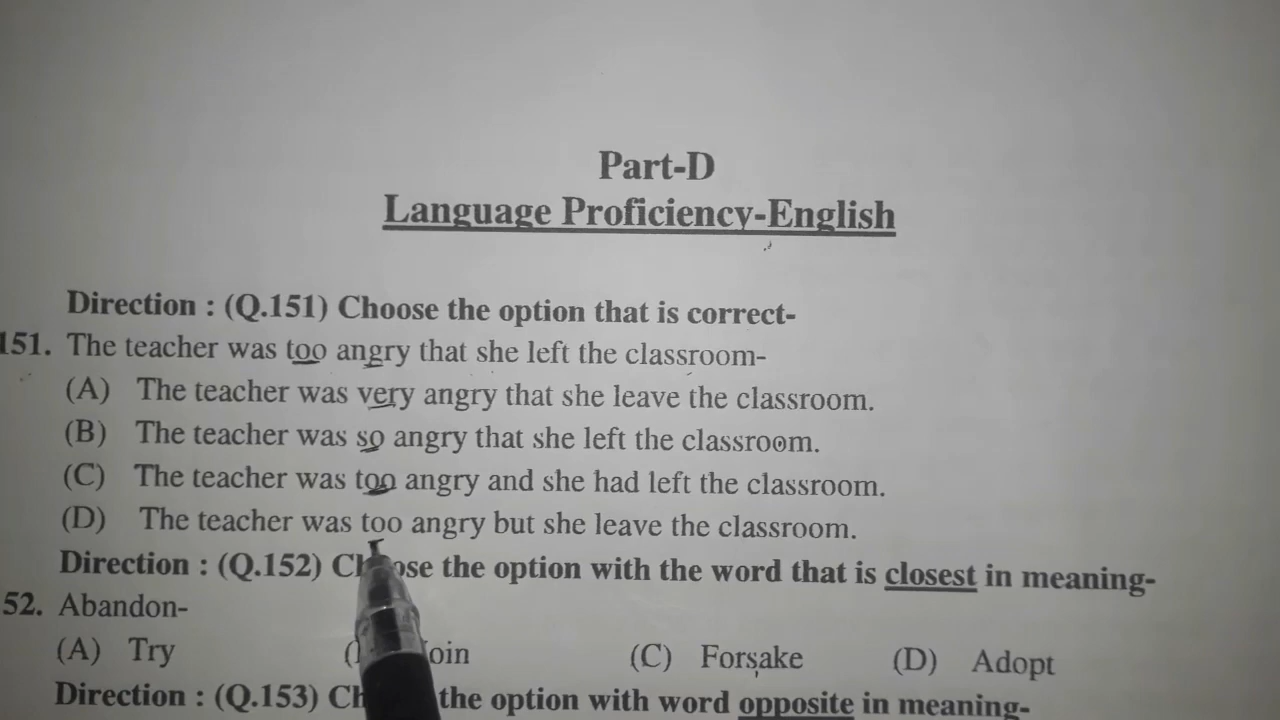 Part-D
Language Proficiency-English
Direction : (Q.151) Choose the option that is correct-
151. The teacher was too angry that she left the classroom-
(A) The teacher was very angry that she leave the classroom.
(B) The teacher was so angry that she left the classroom.
(C) The teacher was too angry and she had left the classroom.
(D) The teacher was too angry but she leave the classroom.
Direction : (Q.152) the option with the word that is closest in meaning-
52. Abandon-
(A) Try (C) Forsake (D) Adopt
Direction : (Q.153) the option with word opposite in meaning-